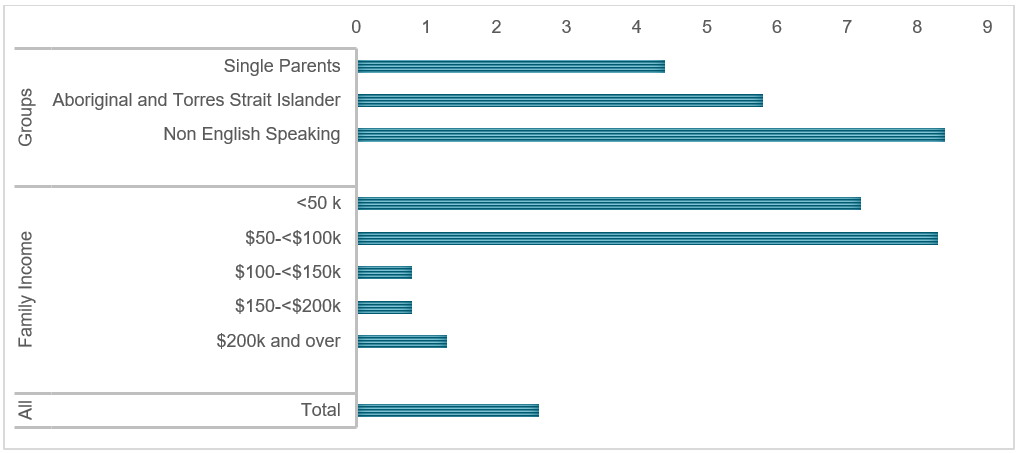 0 1 2 3 4 5 6 7 8 9
Groups
Single Parents
Aboriginal and Torres Strait Islander
Non English Speaking
Family Income
<50 k
$50-<$100k
$100-<$150k
$150-<$200k
$200k and over
All
Total